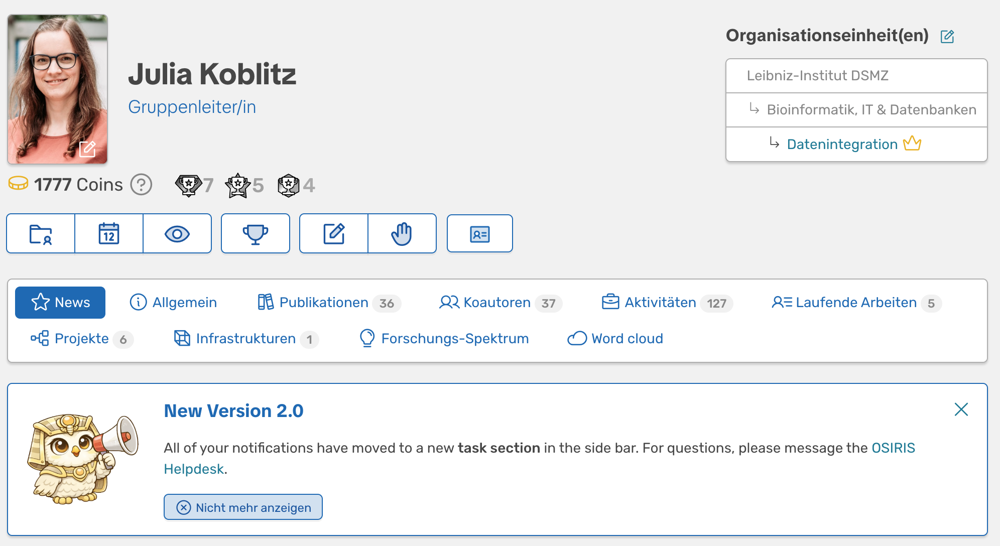 Julia Koblitz
Gruppenleiter/in
Organisationseinheit(en)
Leibniz-Institut DSMZ
Bioinformatik, IT & Datenbanken
Datenintegration
1777 Coins ? 7 5 4
12
News Allgemein Publikationen 36 Koautoren 37 Aktivitäten 127 Laufende Arbeiten 5
Projekte 6 Infrastrukturen 1 Forschungs-Spektrum Word cloud
New Version 2.0
All of your notifications have moved to a new task section in the side bar. For questions, please message the OSIRIS
Helpdesk.
Nicht mehr anzeigen